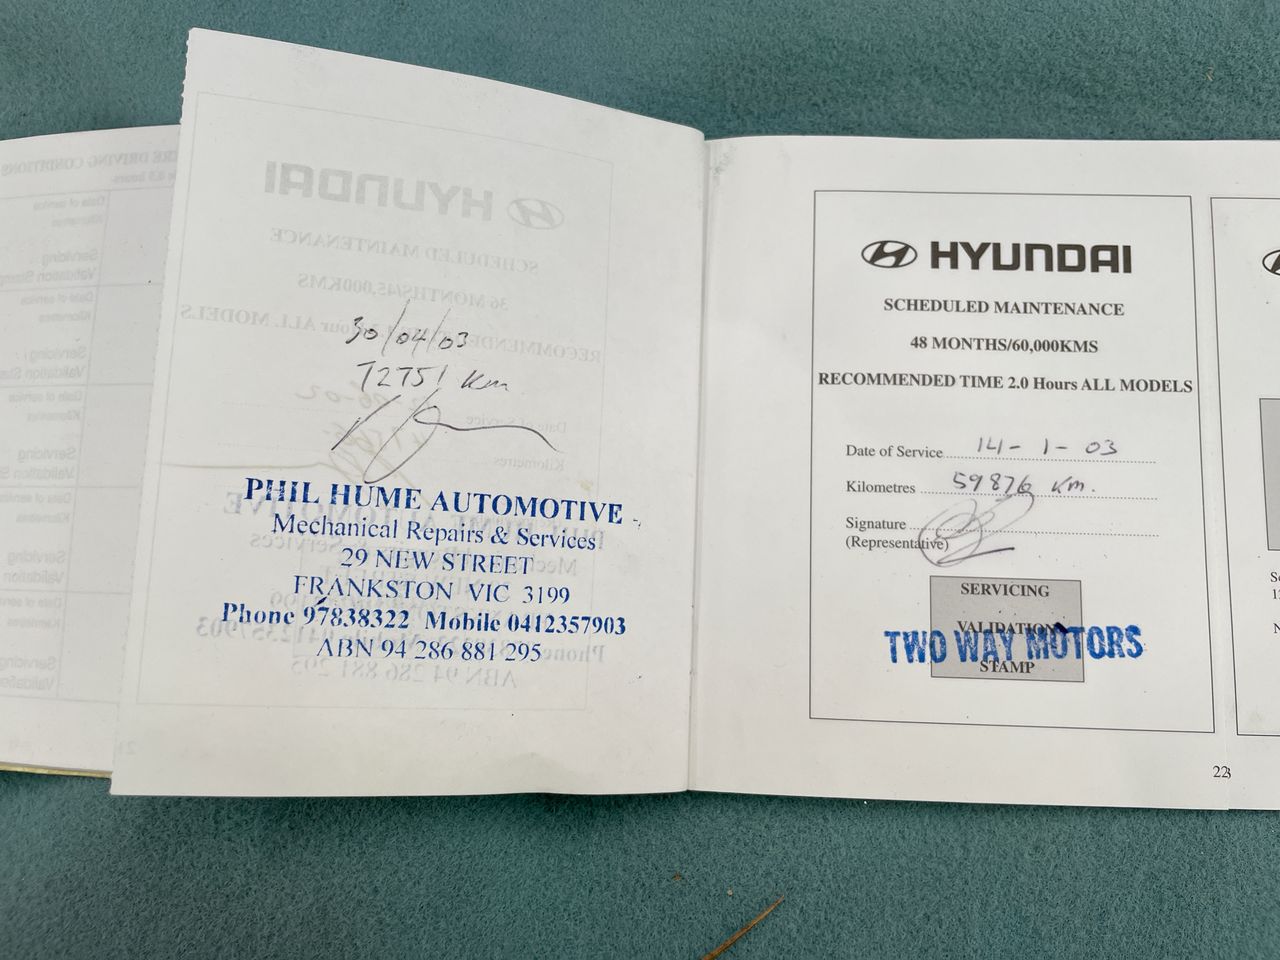 30/04/03
72751 Km
PHIL HUME AUTOMOTIVE
Mechanical Repairs & Services
29 NEW STREET
FRANKSTON VIC 3199
Phone 97838322 Mobile 0412357903
ABN 94 286 881 295
HYUNDAI
SCHEDULED MAINTENANCE
48 MONTHS/60,000KMS
RECOMMENDED TIME 2.0 Hours ALL MODELS
Date of Service 14-1-03
Kilometres 59876 Km.
Signature
(Representative)
SERVICING
VALIDATION
TWO WAY MOTORS
STAMP